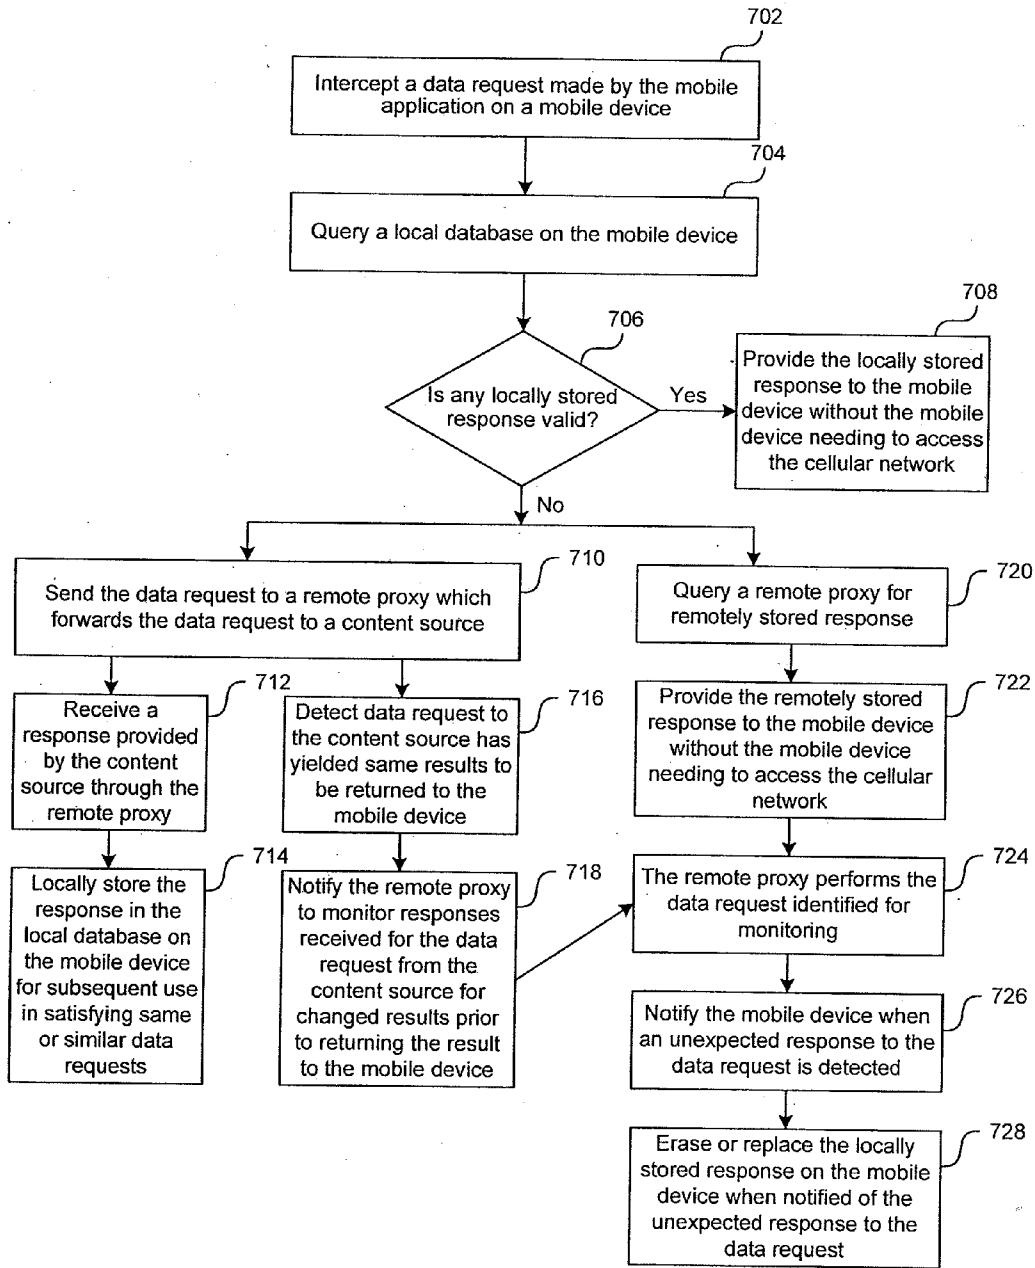 702
Intercept a data request made by the mobile
application on a mobile device
704
Query a local database on the mobile device
706
Is any locally stored
response valid?
Yes
708
Provide the locally stored
response to the mobile
device without the mobile
device needing to access
the cellular network
No
710
Send the data request to a remote proxy which
forwards the data request to a content source
712
Receive a
response provided
by the content
source through the
remote proxy
714
Locally store the
response in the
local database on
the mobile device
for subsequent use
in satisfying same
or similar data
requests
716
Detect data request to
the content source has
yielded same results to
be returned to the
mobile device
718
Notify the remote proxy
to monitor responses
received for the data
request from the
content source for
changed results prior
to returning the result
to the mobile device
720
Query a remote proxy for
remotely stored response
722
Provide the remotely stored
response to the mobile device
without the mobile device
needing to access the cellular
network
724
The remote proxy performs the
data request identified for
monitoring
726
Notify the mobile device when
an unexpected response to the
data request is detected
728
Erase or replace the locally
stored response on the mobile
device when notified of the
unexpected response to the
data request